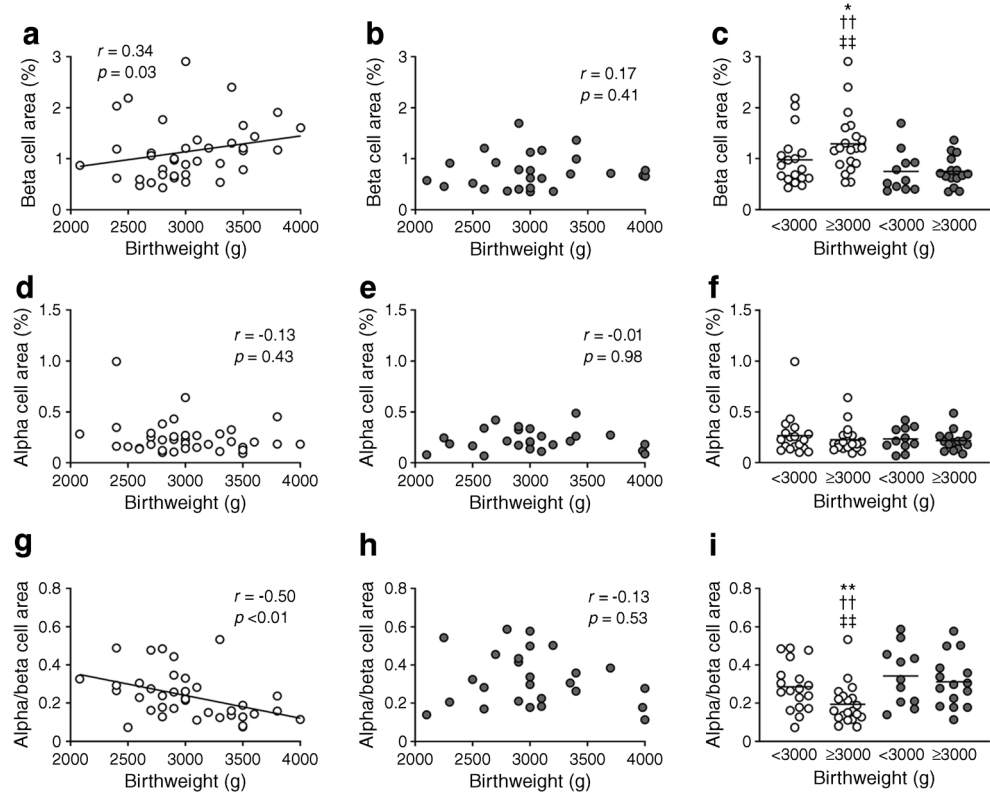 a
r = 0.34
p = 0.03
Beta cell area (%)
3
2
1
0
2000 2500 3000 3500 4000
Birthweight (g)
b
r = 0.17
p = 0.41
Beta cell area (%)
3
2
1
0
2000 2500 3000 3500 4000
Birthweight (g)
c
*
††
‡‡
Beta cell area (%)
3
2
1
0
<3000 ≥3000 <3000 ≥3000
Birthweight (g)
d
r = -0.13
p = 0.43
Alpha cell area (%)
1.5
1.0
0.5
0
2000 2500 3000 3500 4000
Birthweight (g)
e
r = -0.01
p = 0.98
Alpha cell area (%)
1.5
1.0
0.5
0
2000 2500 3000 3500 4000
Birthweight (g)
f
Alpha cell area (%)
1.5
1.0
0.5
0
<3000 ≥3000 <3000 ≥3000
Birthweight (g)
g
r = -0.50
p <0.01
Alpha/beta cell area
0.8
0.6
0.4
0.2
0
2000 2500 3000 3500 4000
Birthweight (g)
h
r = -0.13
p = 0.53
Alpha/beta cell area
0.8
0.6
0.4
0.2
0
2000 2500 3000 3500 4000
Birthweight (g)
i
**
††
‡‡
Alpha/beta cell area
0.8
0.6
0.4
0.2
0
<3000 ≥3000 <3000 ≥3000
Birthweight (g)